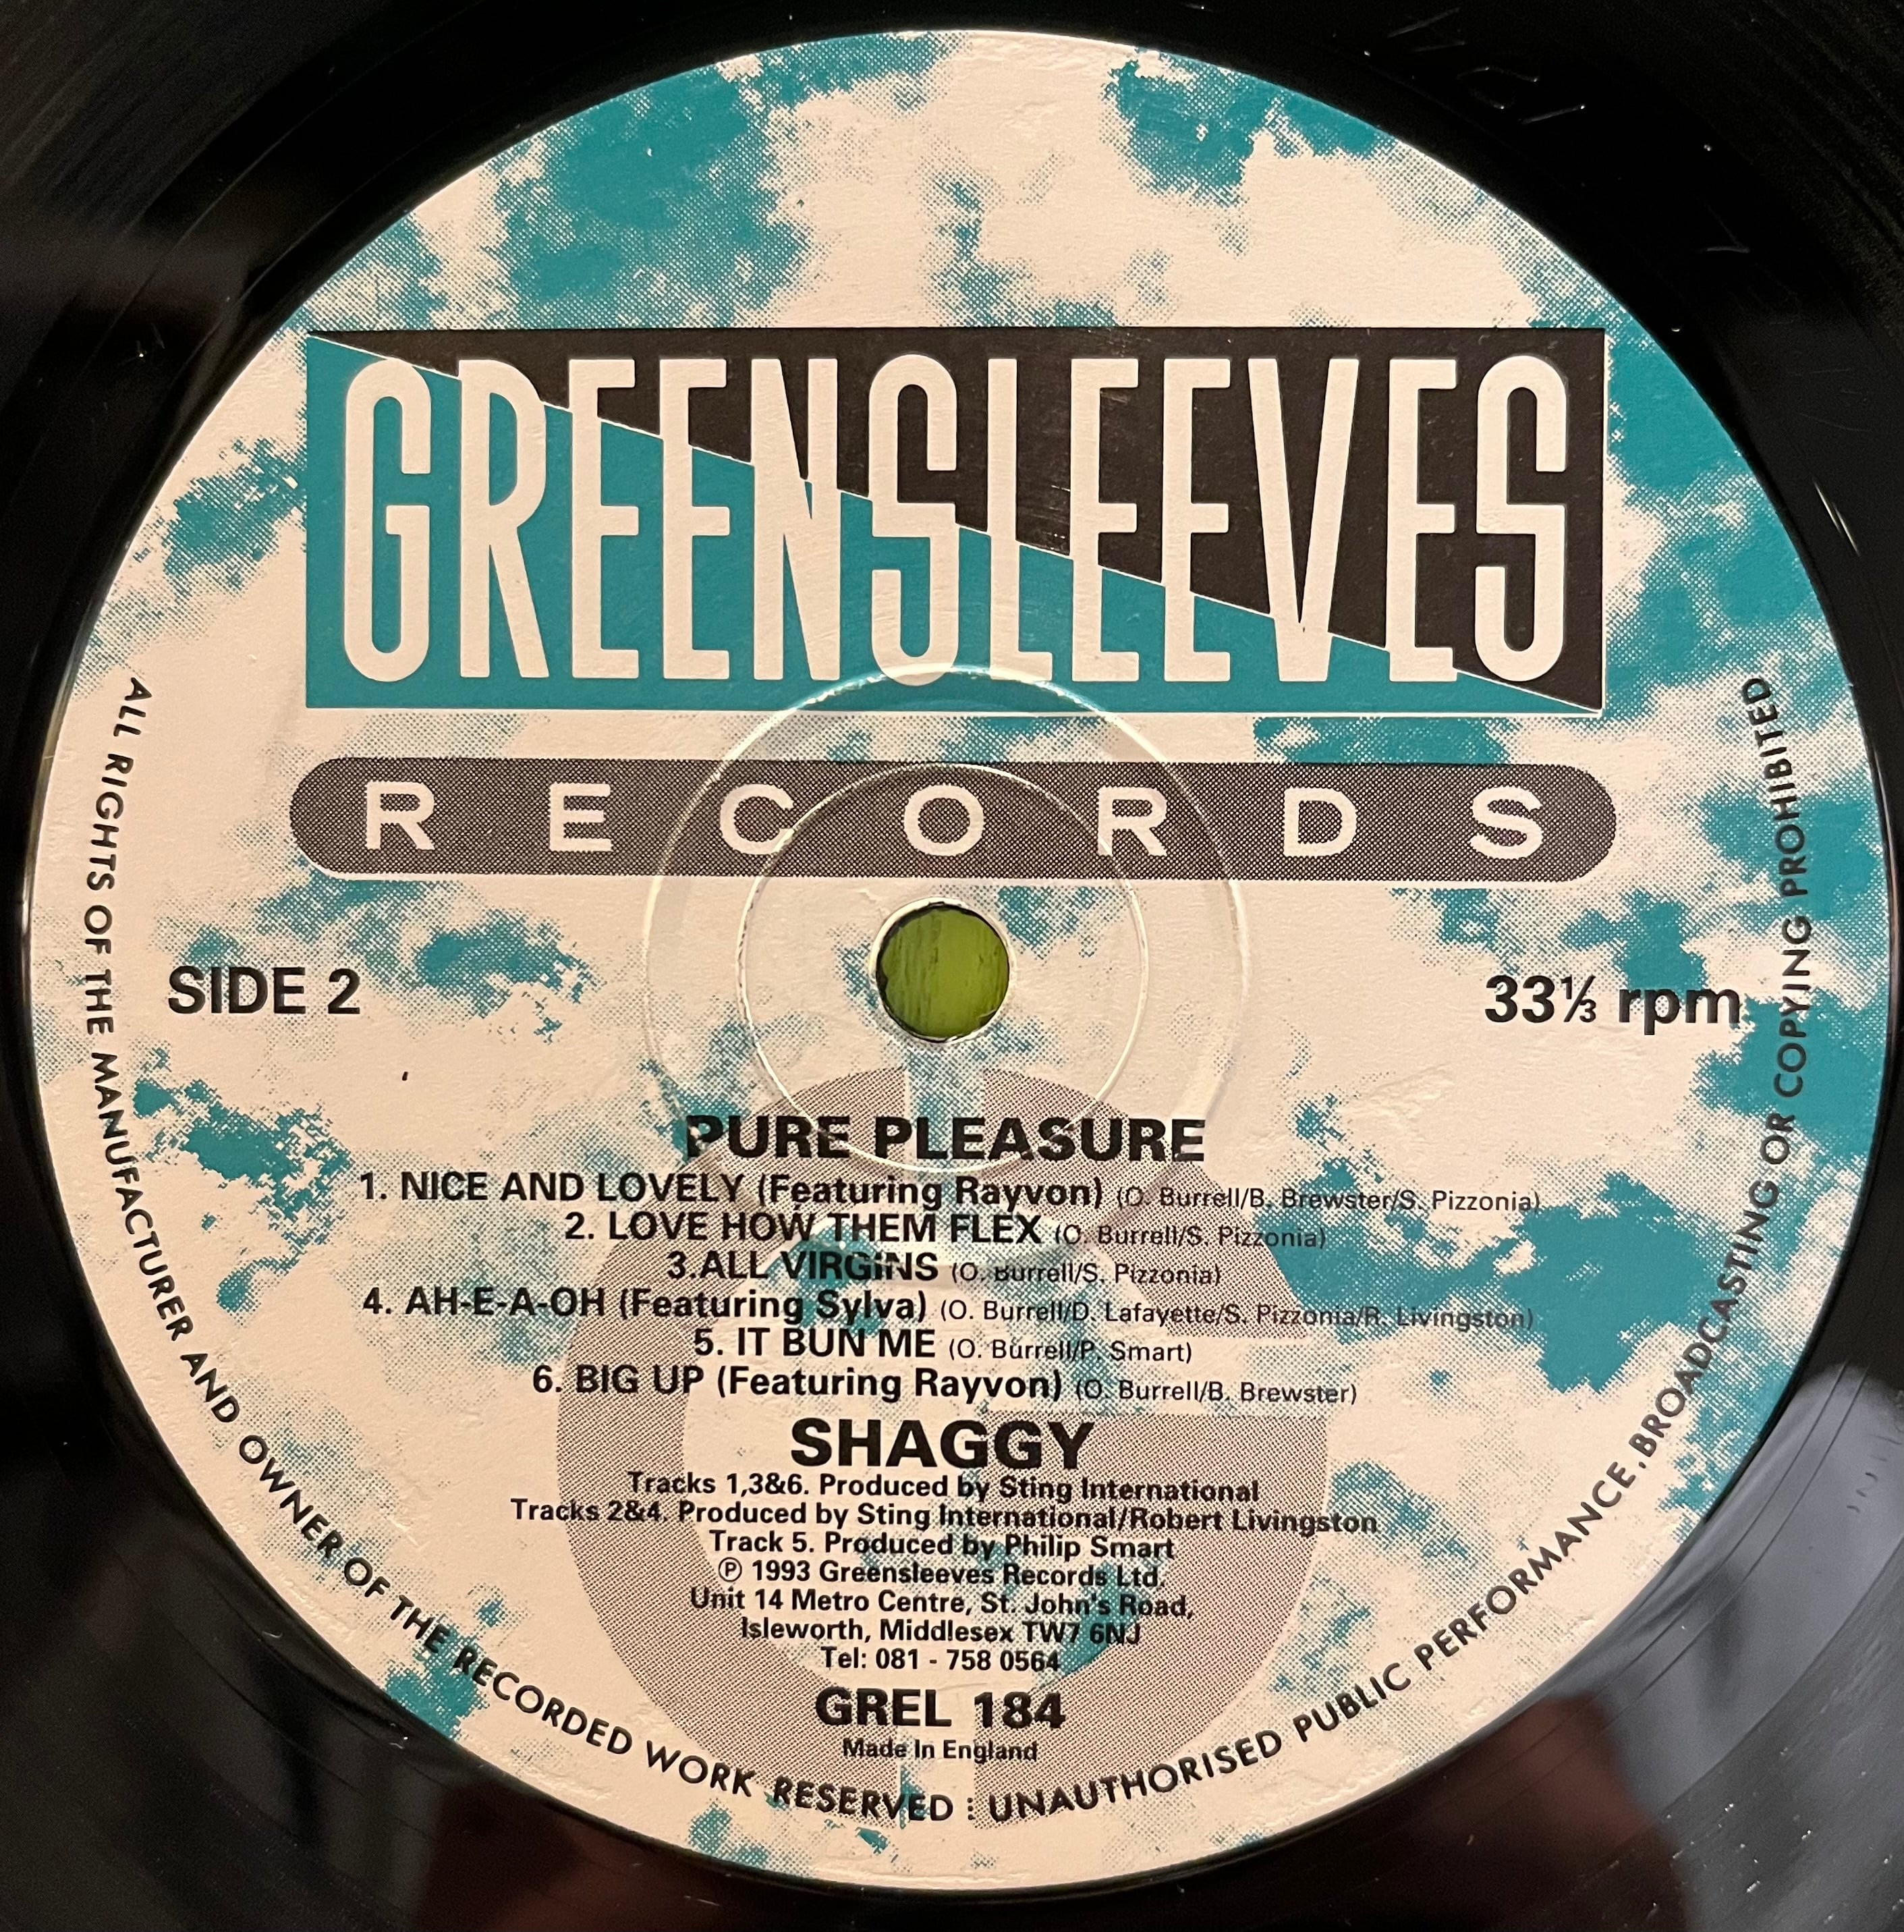 GREENSLEEVES
RECORDS
SIDE 2
33⅓ rpm
PURE PLEASURE
1. NICE AND LOVELY (Featuring Rayvon) (O. Burrell/B. Brewster/S. Pizzonia)
2. LOVE HOW THEM FLEX (O. Burrell/S. Pizzonia)
3.ALL VIRGINS (O. Burrell/S. Pizzonia)
4. AH-E-A-OH (Featuring Sylva) (O. Burrell/D. Lafayette/S. Pizzonia/R. Livingston)
5. IT BUN ME (O. Burrell/P. Smart)
6. BIG UP (Featuring Rayvon) (O. Burrell/B. Brewster)
SHAGGY
Tracks 1,3&6. Produced by Sting International
Tracks 2&4. Produced by Sting International/Robert Livingston
Track 5. Produced by Philip Smart
℗ 1993 Greensleeves Records Ltd.
Unit 14 Metro Centre, St. John's Road,
Isleworth, Middlesex TW7 6NJ
Tel: 081 - 758 0564
GREL 184
Made In England
ALL RIGHTS OF THE MANUFACTURER AND OWNER OF THE RECORDED WORK RESERVED : UNAUTHORISED PUBLIC PERFORMANCE, BROADCASTING OR COPYING PROHIBITED